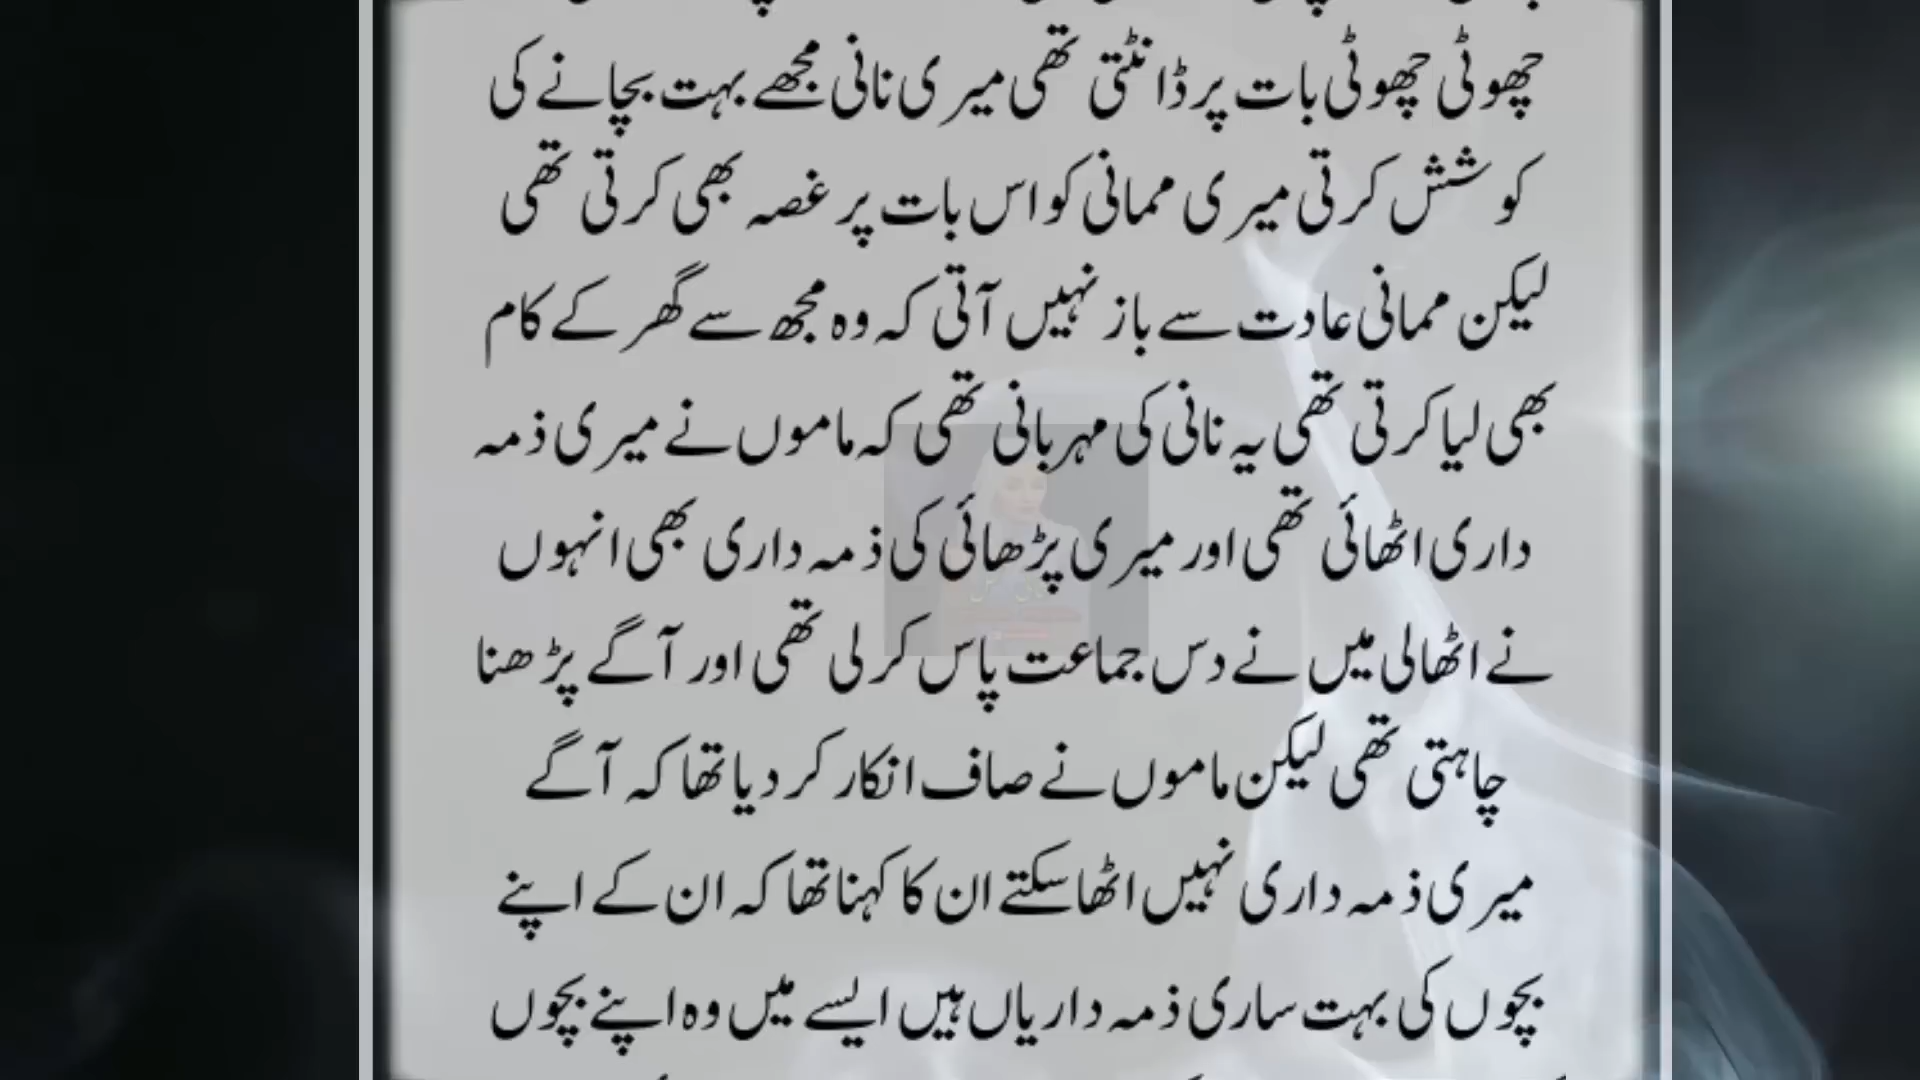 چھوٹی چھوٹی بات پر ڈانٹتی تھی میری نانی مجھے بہت بچانے کی
کوشش کرتی میری ممانی کو اس بات پر غصہ بھی کرتی تھی
لیکن ممانی عادت سے باز نہیں آتی کہ وہ مجھ سے گھر کے کام
بھی لیا کرتی تھی یہ نانی کی مہربانی تھی کہ ماموں نے میری ذمہ
داری اٹھائی تھی اور میری پڑھائی کی ذمہ داری بھی انہوں
نے اٹھالی میں نے دس جماعت پاس کر لی تھی اور آگے پڑھنا
چاہتی تھی لیکن ماموں نے صاف انکار کر دیا تھا کہ آگے
میری ذمہ داری نہیں اٹھا سکتے ان کا کہنا تھا کہ ان کے اپنے
بچوں کی بہت ساری ذمہ داریاں ہیں ایسے میں وہ اپنے بچوں